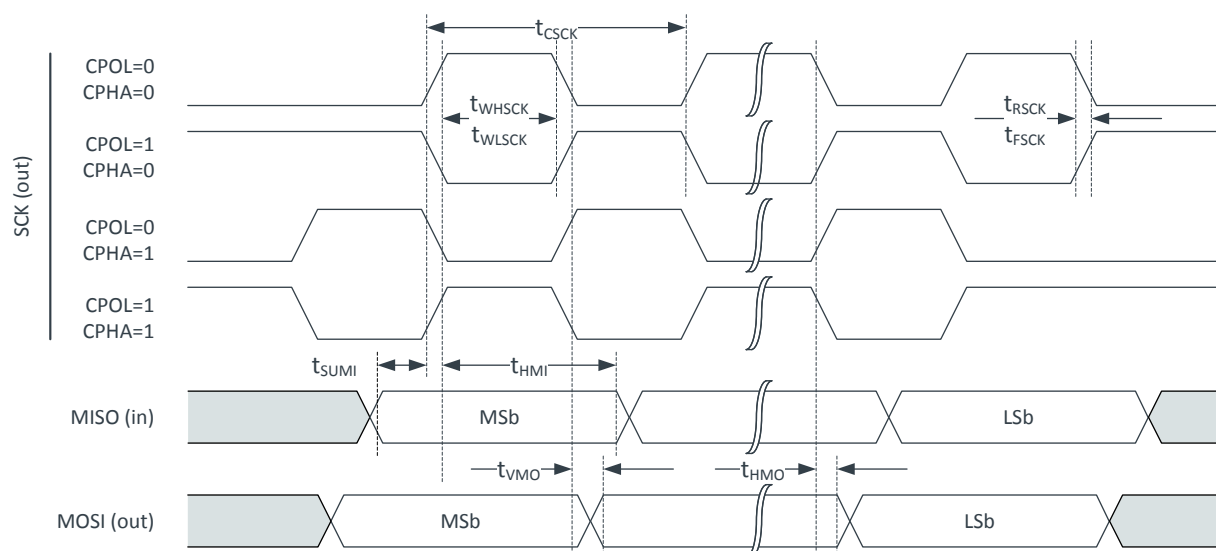 tCSCK
CPOL=0
CPHA=0
tWHSCK
tWLSCK
tRSCK
tFSCK
CPOL=1
CPHA=0
SCK (out)
CPOL=0
CPHA=1
CPOL=1
CPHA=1
tSUMI
tHMI
MISO (in)
MSb
LSb
tVMO
tHMO
MOSI (out)
MSb
LSb